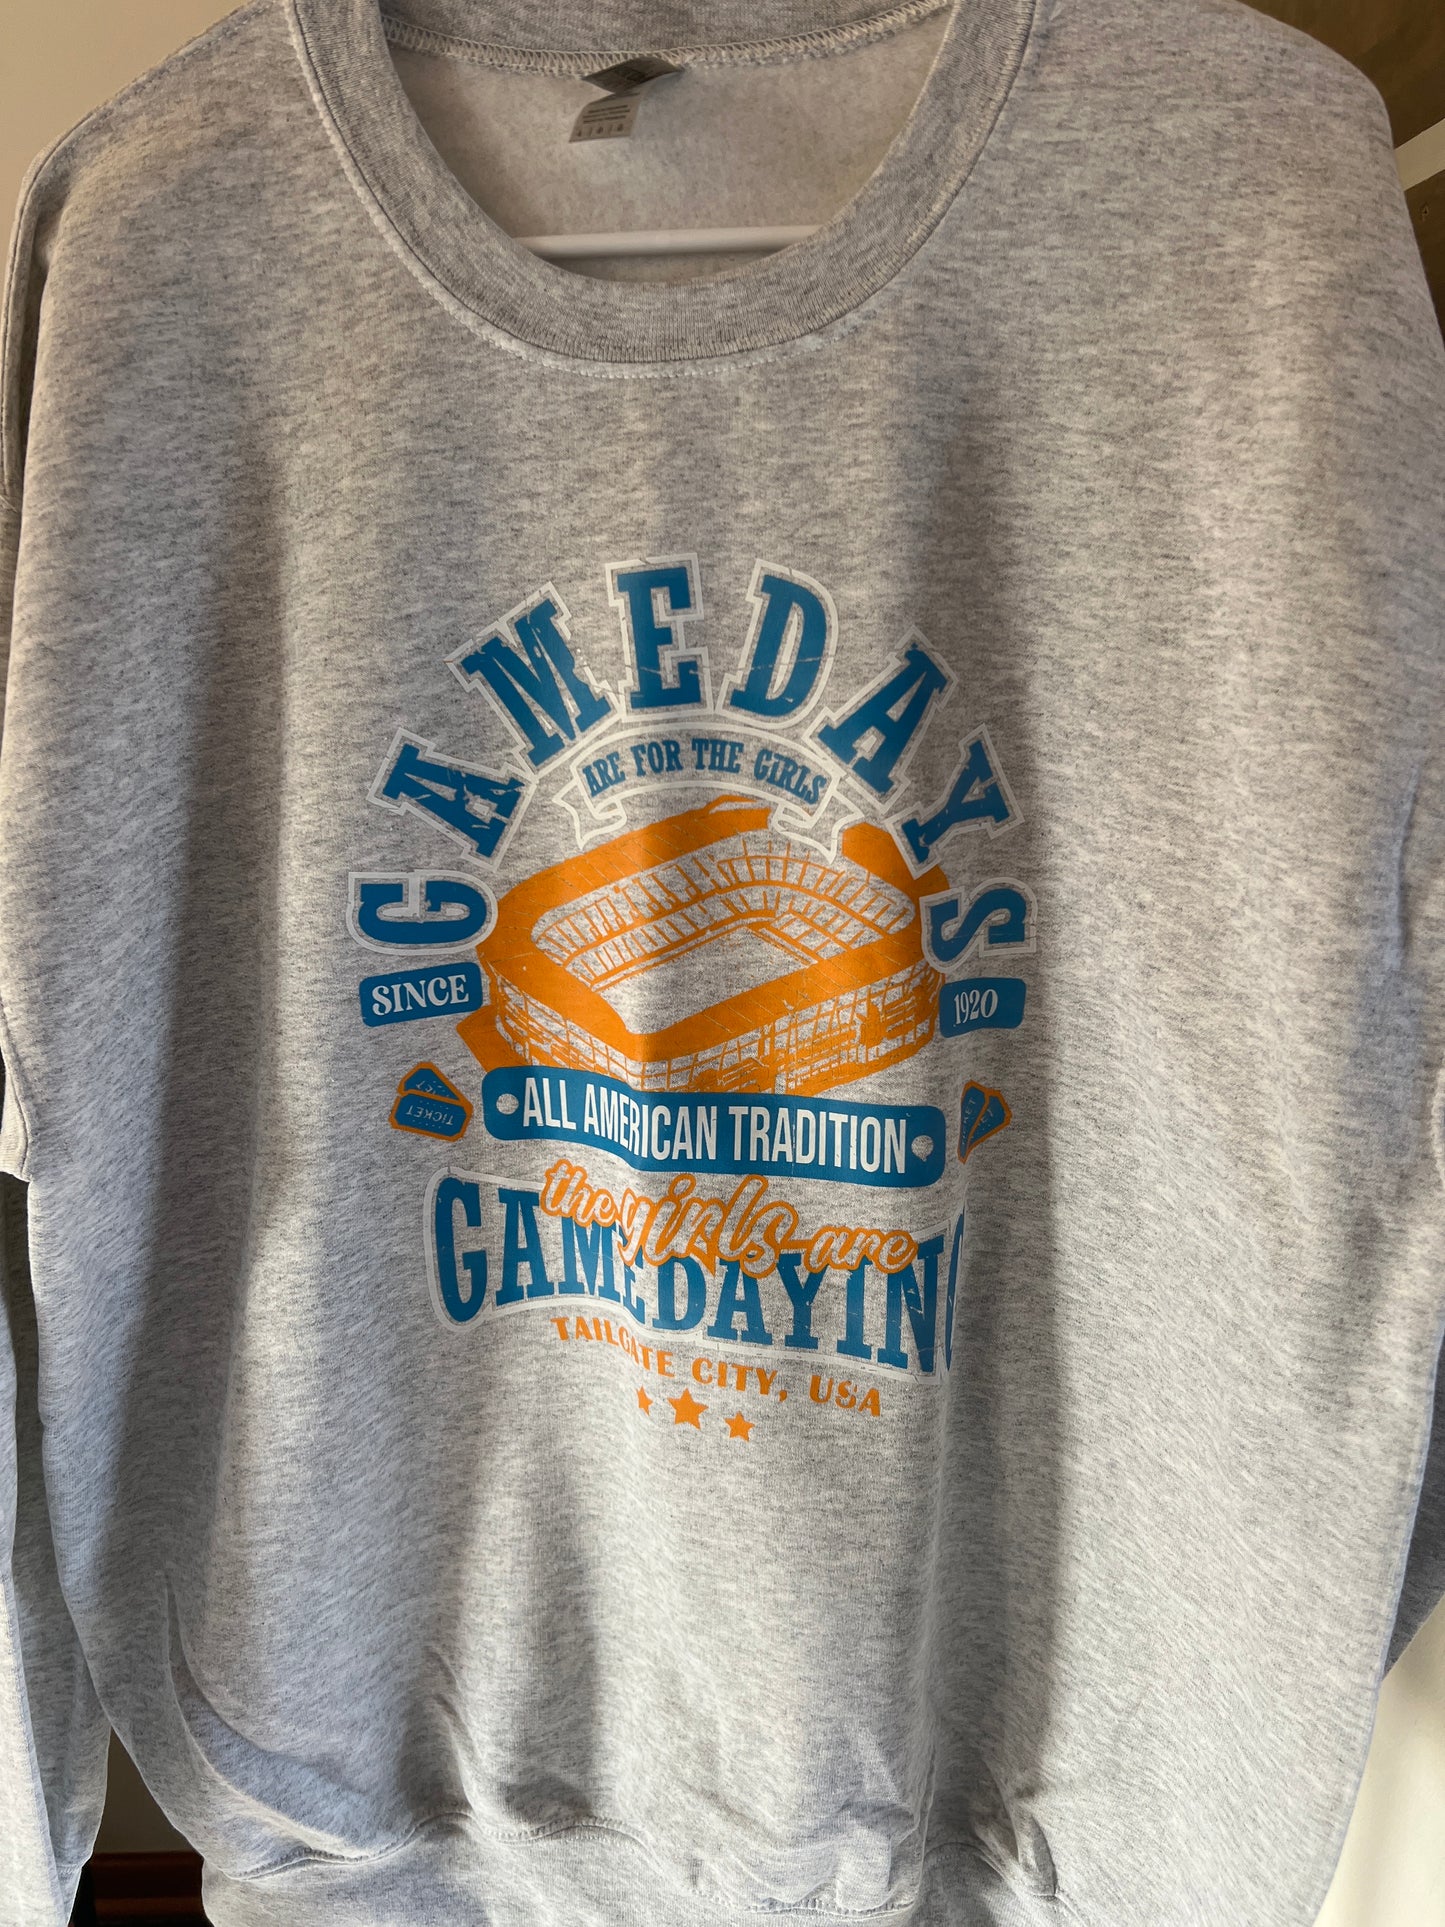 GAMEDAYS
ARE FOR THE GIRLS
SINCE
1920
TICKET
ALL AMERICAN TRADITION
the girls are
GAMEDAYING
TAILGATE CITY, USA